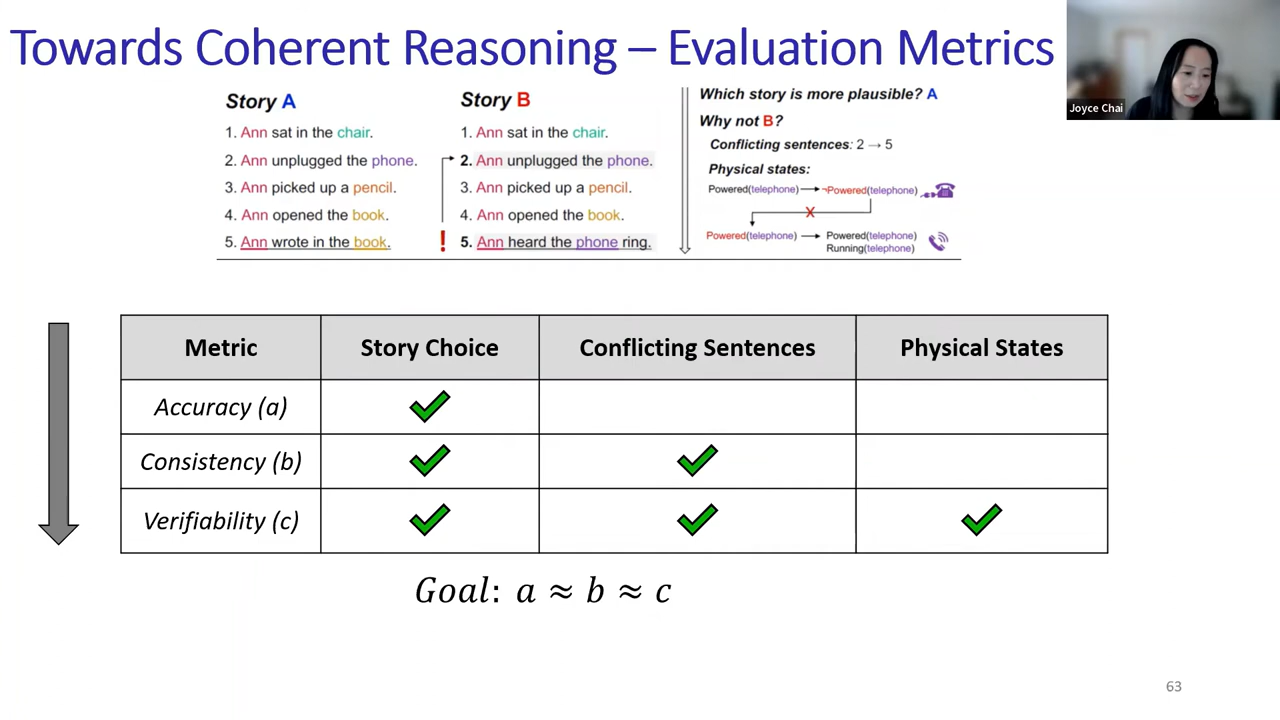 Towards Coherent Reasoning – Evaluation Metrics
Joyce Chai
Story A
1. Ann sat in the chair.
2. Ann unplugged the phone.
3. Ann picked up a pencil.
4. Ann opened the book.
5. Ann wrote in the book.
Story B
1. Ann sat in the chair.
2. Ann unplugged the phone.
3. Ann picked up a pencil.
4. Ann opened the book.
! 5. Ann heard the phone ring.
Which story is more plausible? A
Why not B?
Conflicting sentences: 2 → 5
Physical states:
Powered(telephone) → ¬Powered(telephone)
X
Powered(telephone) → Powered(telephone)
Running(telephone)
Metric Story Choice Conflicting Sentences Physical States
Accuracy (a)
Consistency (b)
Verifiability (c)
Goal: a ≈ b ≈ c
63